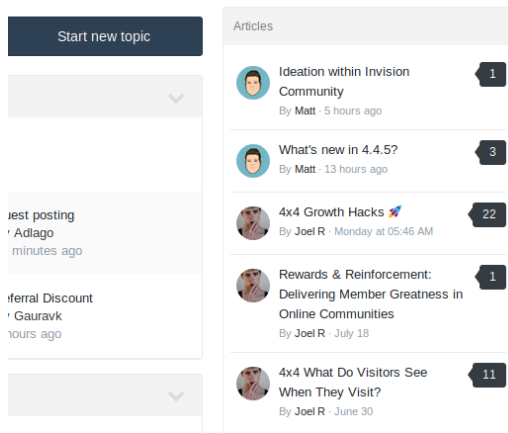 Start new topic
posting
Adlago
minutes ago
Discount
Gauravk
ago
Articles
Ideation within Invision
Community
1
By Matt · 5 hours ago
What's new in 4.4.5?
3
By Matt · 13 hours ago
4x4 Growth Hacks 🚀
22
By Joel R · Monday at 05:46 AM
Rewards & Reinforcement:
1
Delivering Member Greatness in
Online Communities
By Joel R · July 18
4x4 What Do Visitors See
11
When They Visit?
By Joel R · June 30